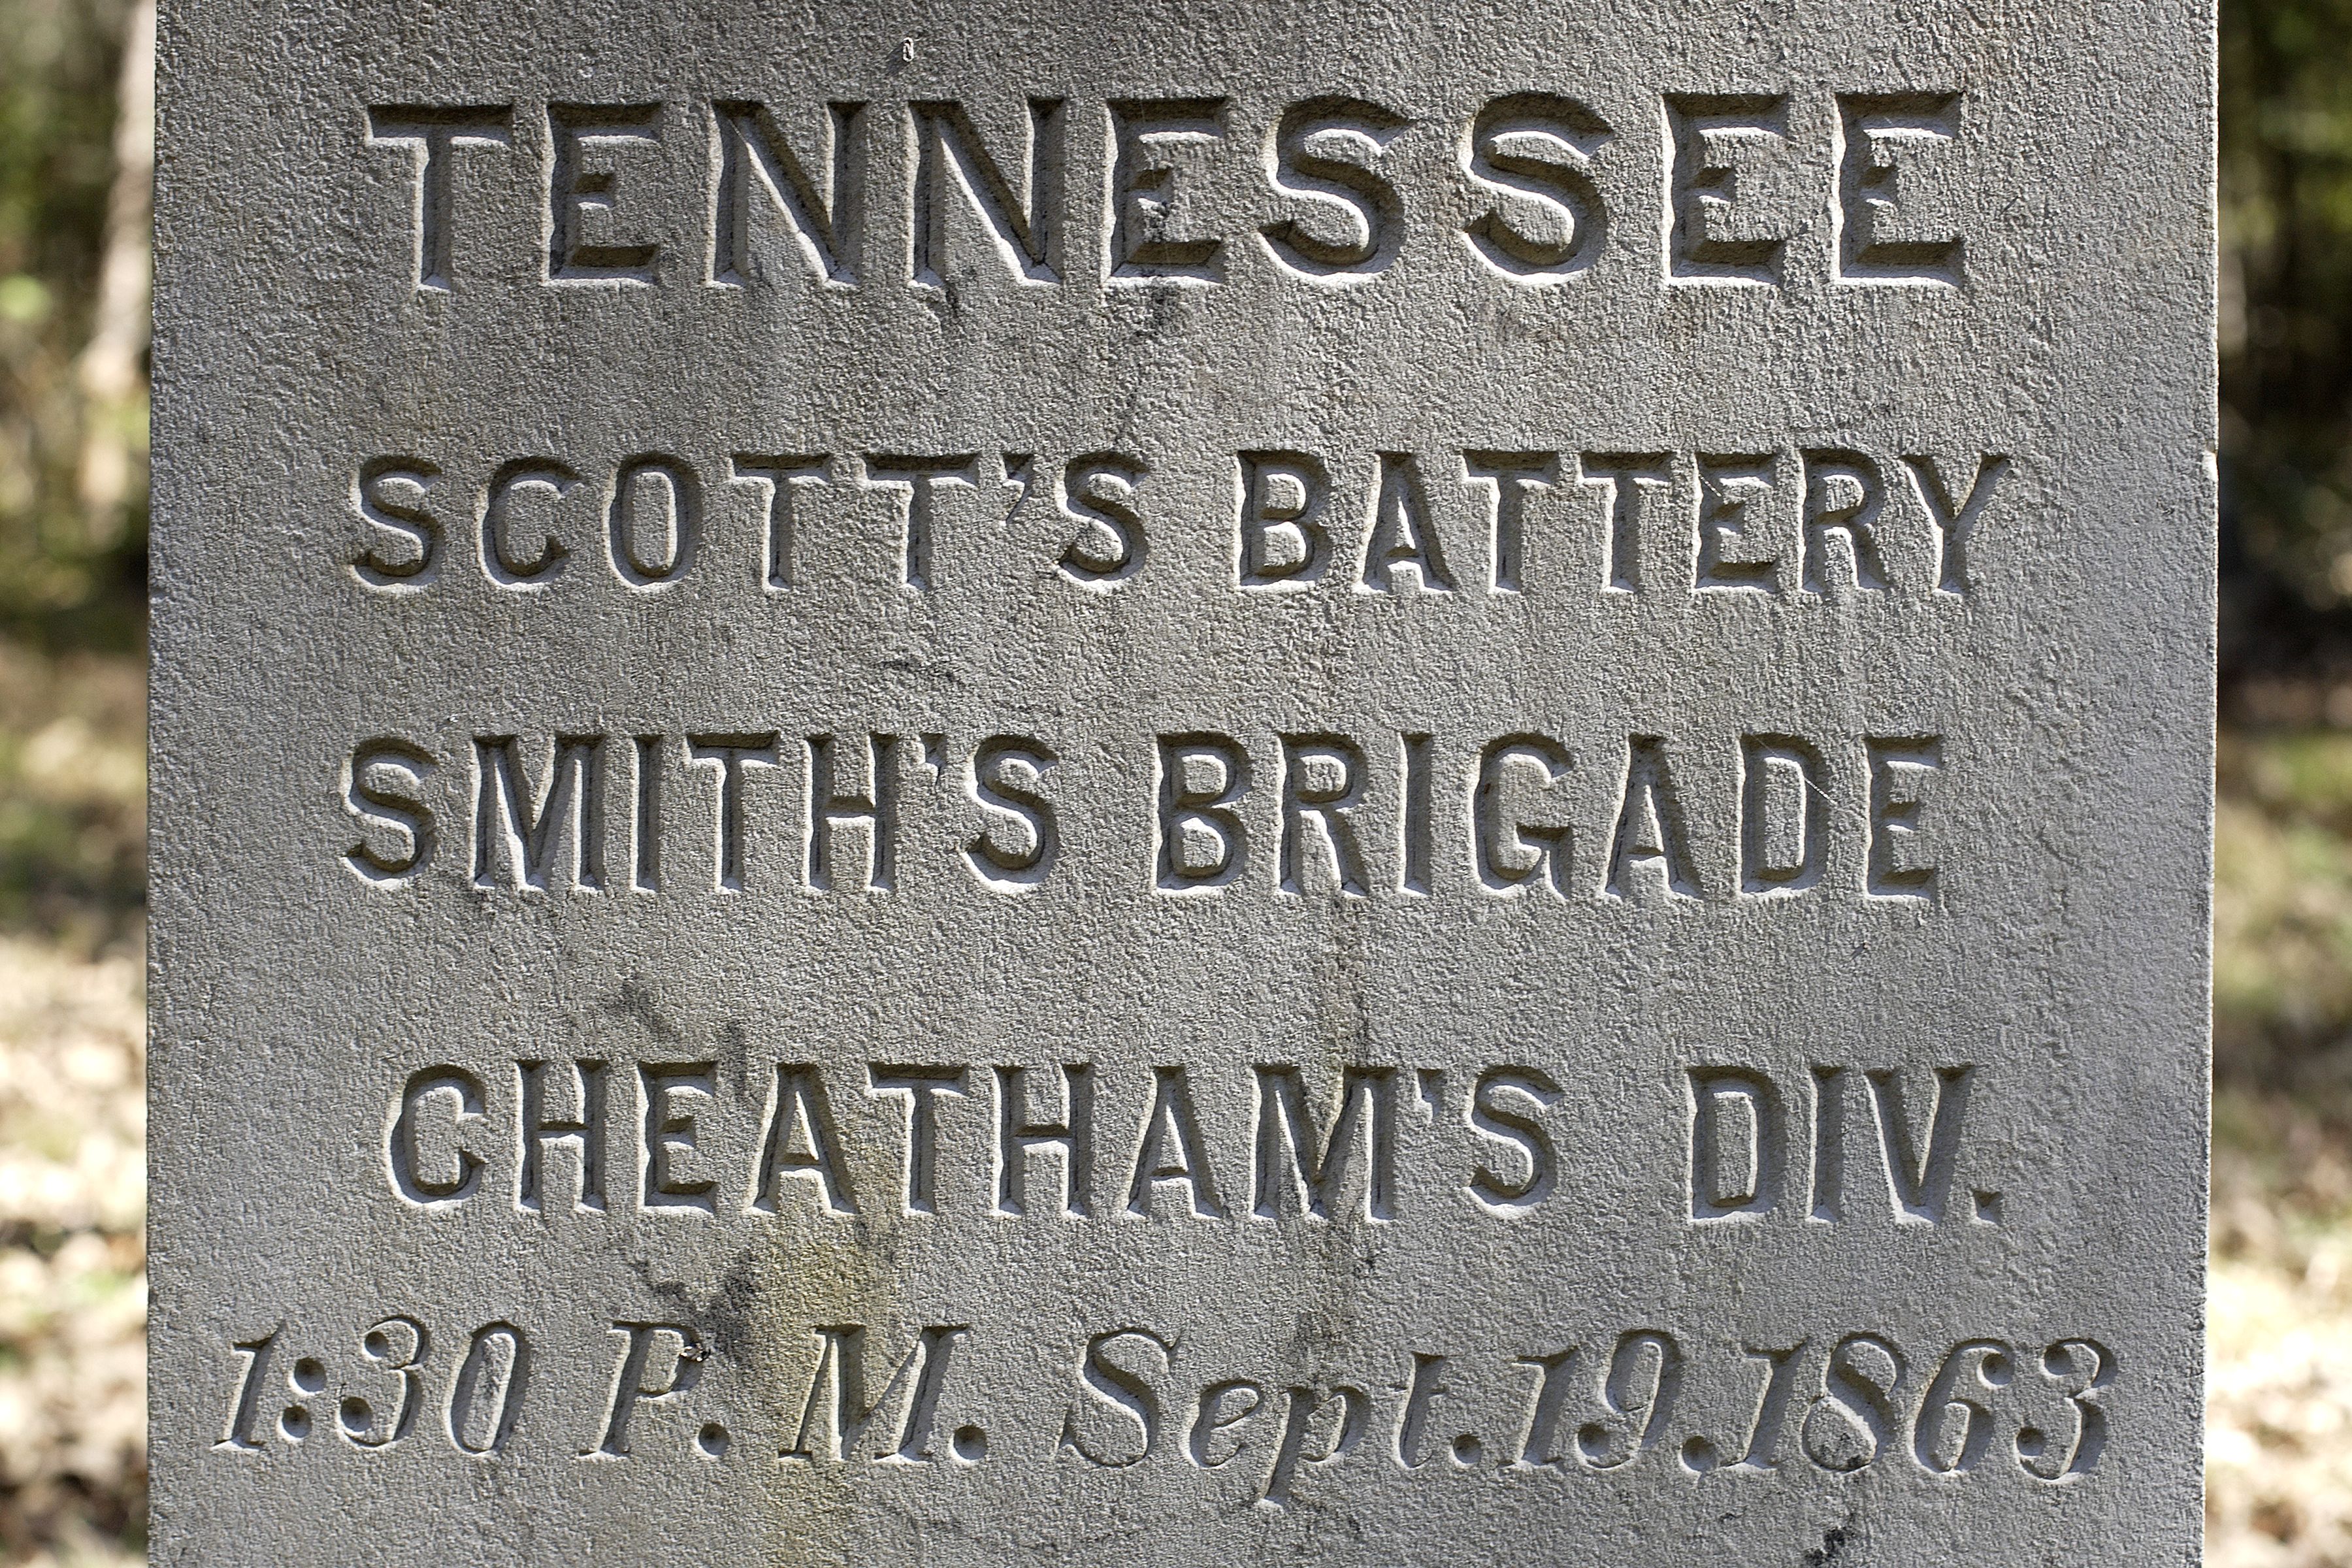 TENNESSEE
SCOTT'S BATTERY
SMITH'S BRIGADE
CHEATHAM'S DIV.
1:30 P. M. Sept. 19. 1863